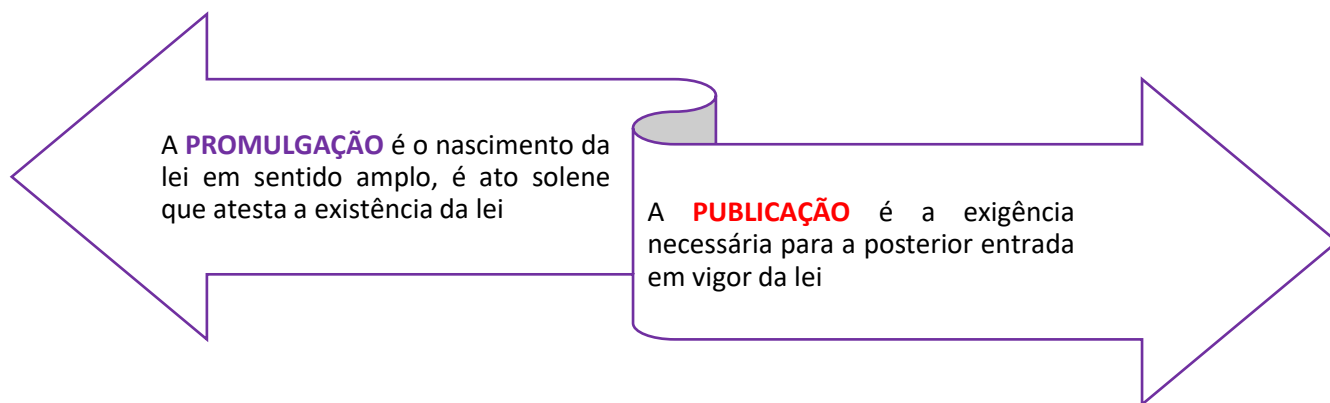 A PROMULGAÇÃO é o nascimento da
lei em sentido amplo, é ato solene
que atesta a existência da lei
A PUBLICAÇÃO é a exigência
necessária para a posterior entrada
em vigor da lei